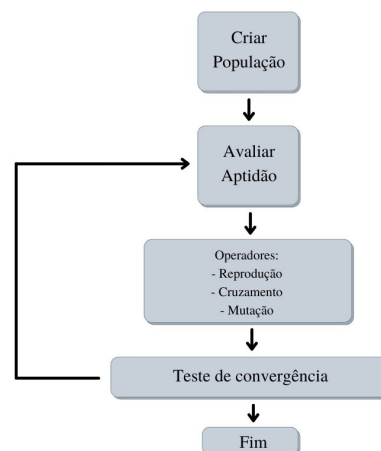 Criar
População
Avaliar
Aptidão
Operadores:
- Reprodução
- Cruzamento
- Mutação
Teste de convergência
Fim